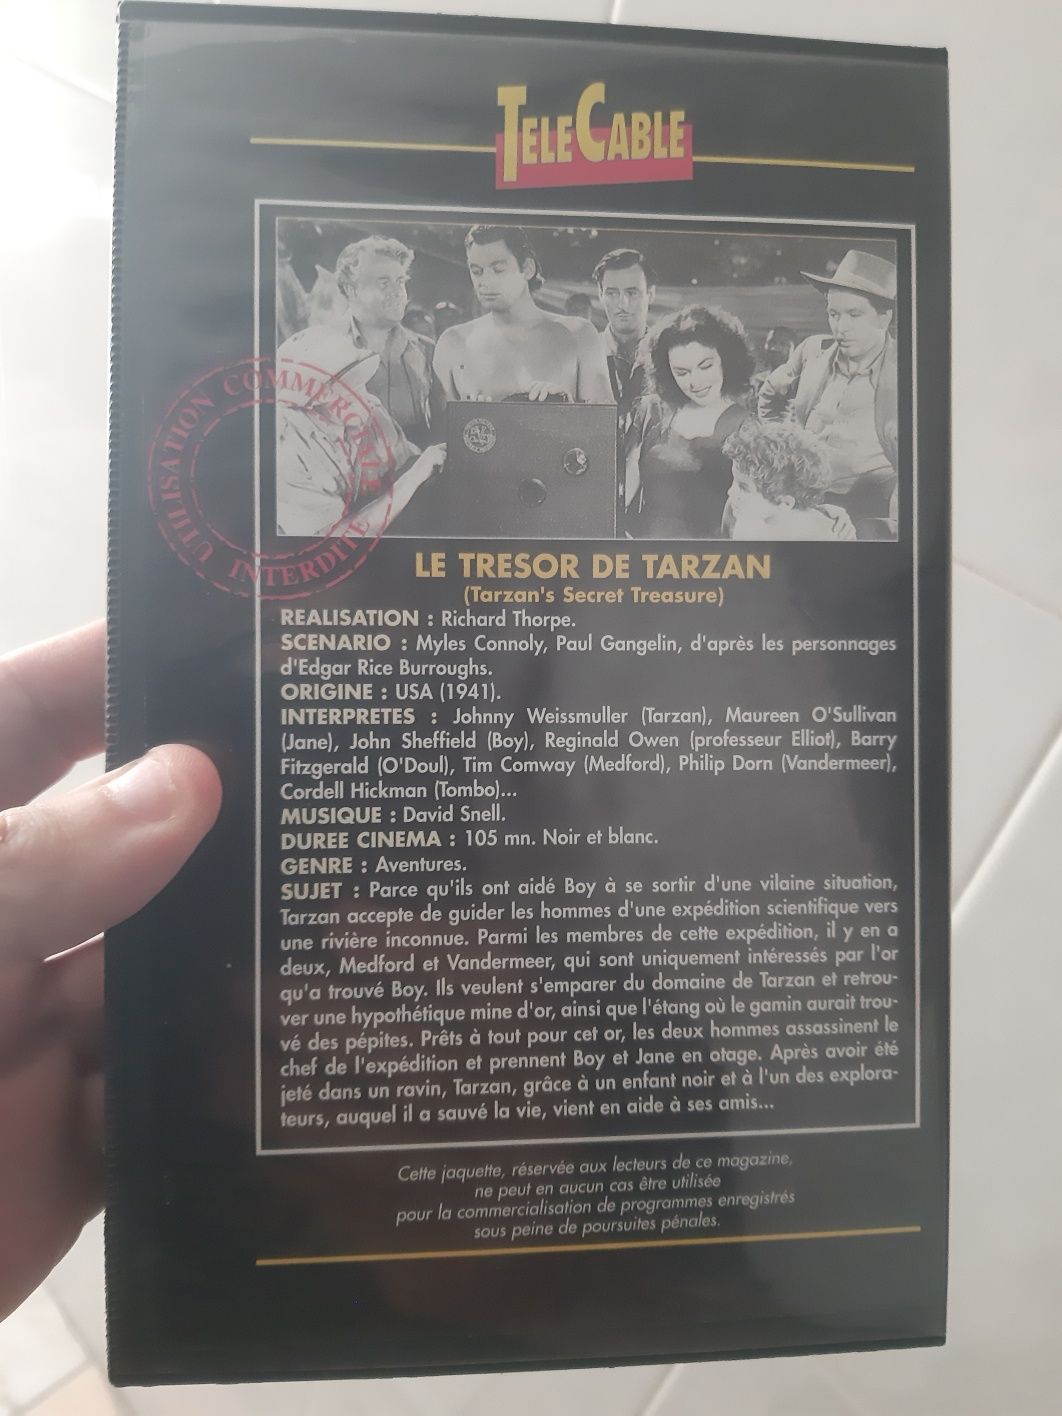 TELECABLE
UTILISATION COMMERCIALE INTERDITE
LE TRESOR DE TARZAN
(Tarzan's Secret Treasure)
REALISATION : Richard Thorpe.
SCENARIO : Myles Connoly, Paul Gangelin, d'après les personnages
d'Edgar Rice Burroughs.
ORIGINE : USA (1941).
INTERPRETES : Johnny Weissmuller (Tarzan), Maureen O'Sullivan
(Jane), John Sheffield (Boy), Reginald Owen (professeur Elliot), Barry
Fitzgerald (O'Doul), Tim Comway (Medford), Philip Dorn (Vandermeer),
Cordell Hickman (Tombo)...
MUSIQUE : David Snell.
DUREE CINEMA : 105 mn. Noir et blanc.
GENRE : Aventures.
SUJET : Parce qu'ils ont aidé Boy à se sortir d'une vilaine situation,
Tarzan accepte de guider les hommes d'une expédition scientifique vers
une rivière inconnue. Parmi les membres de cette expédition, il y en a
deux, Medford et Vandermeer, qui sont uniquement intéressés par l'or
qu'a trouvé Boy. Ils veulent s'emparer du domaine de Tarzan et retrou-
ver une hypothétique mine d'or, ainsi que l'étang où le gamin aurait trou-
vé des pépites. Prêts à tout pour cet or, les deux hommes assassinent le
chef de l'expédition et prennent Boy et Jane en otage. Après avoir été
jeté dans un ravin, Tarzan, grâce à un enfant noir et à l'un des explora-
teurs, auquel il a sauvé la vie, vient en aide à ses amis...
Cette jaquette, réservée aux lecteurs de ce magazine,
ne peut en aucun cas être utilisée
pour la commercialisation de programmes enregistrés
sous peine de poursuites pénales.